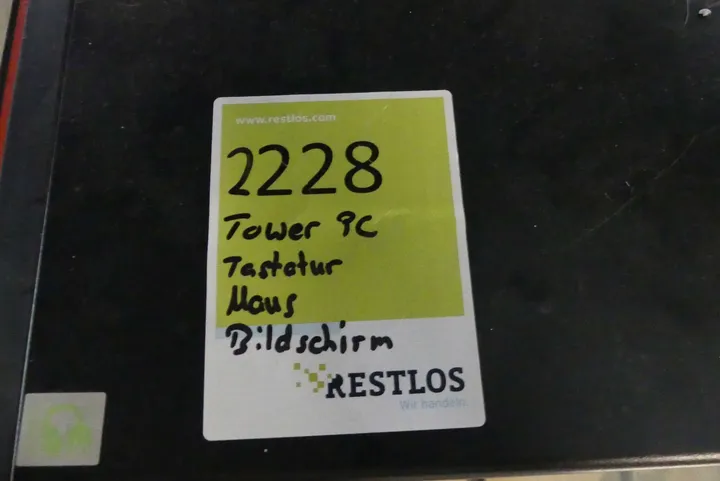 www.restlos.com
2228
Tower PC
Tastatur
Maus
Bildschirm
RESTLOS
Wir handeln.